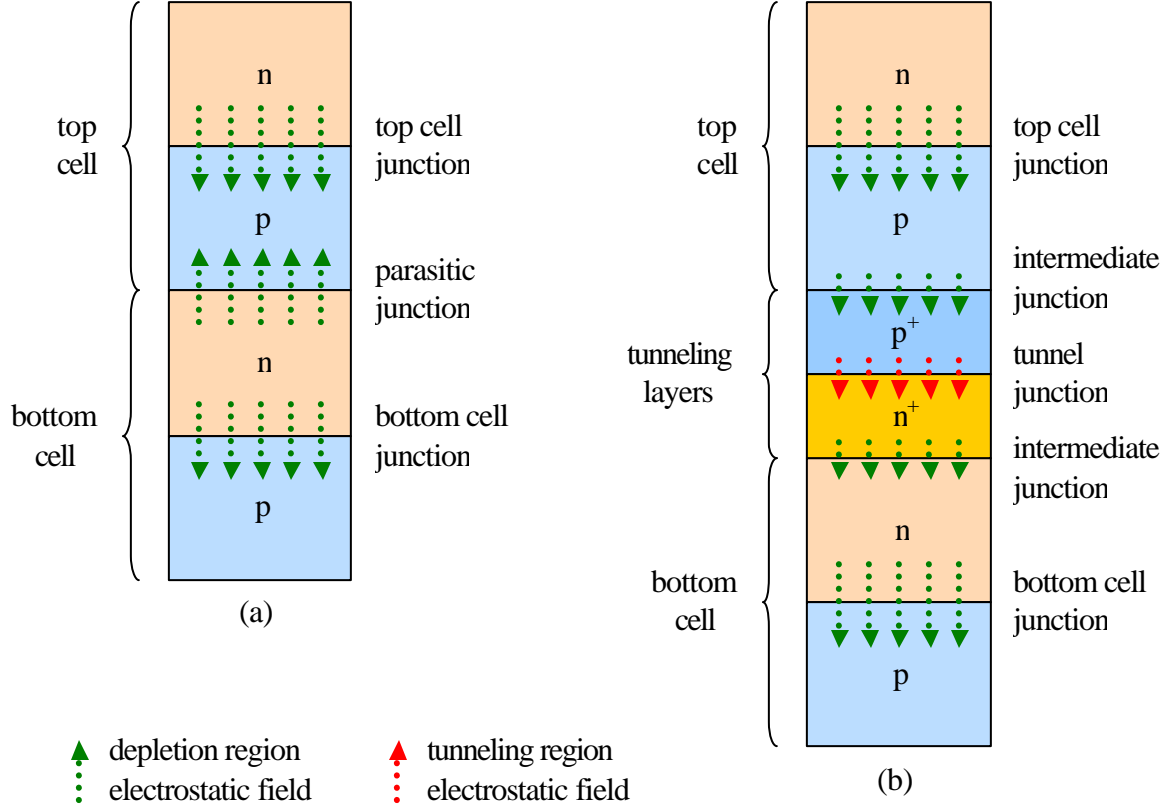 n
top
cell
top cell
junction
p
parasitic
junction
n
bottom
cell
bottom cell
junction
p
(a)
n
top
cell
top cell
junction
p
intermediate
junction
p+
tunneling
layers
tunnel
junction
n+
intermediate
junction
n
bottom
cell
bottom cell
junction
p
(b)
depletion region
electrostatic field
tunneling region
electrostatic field